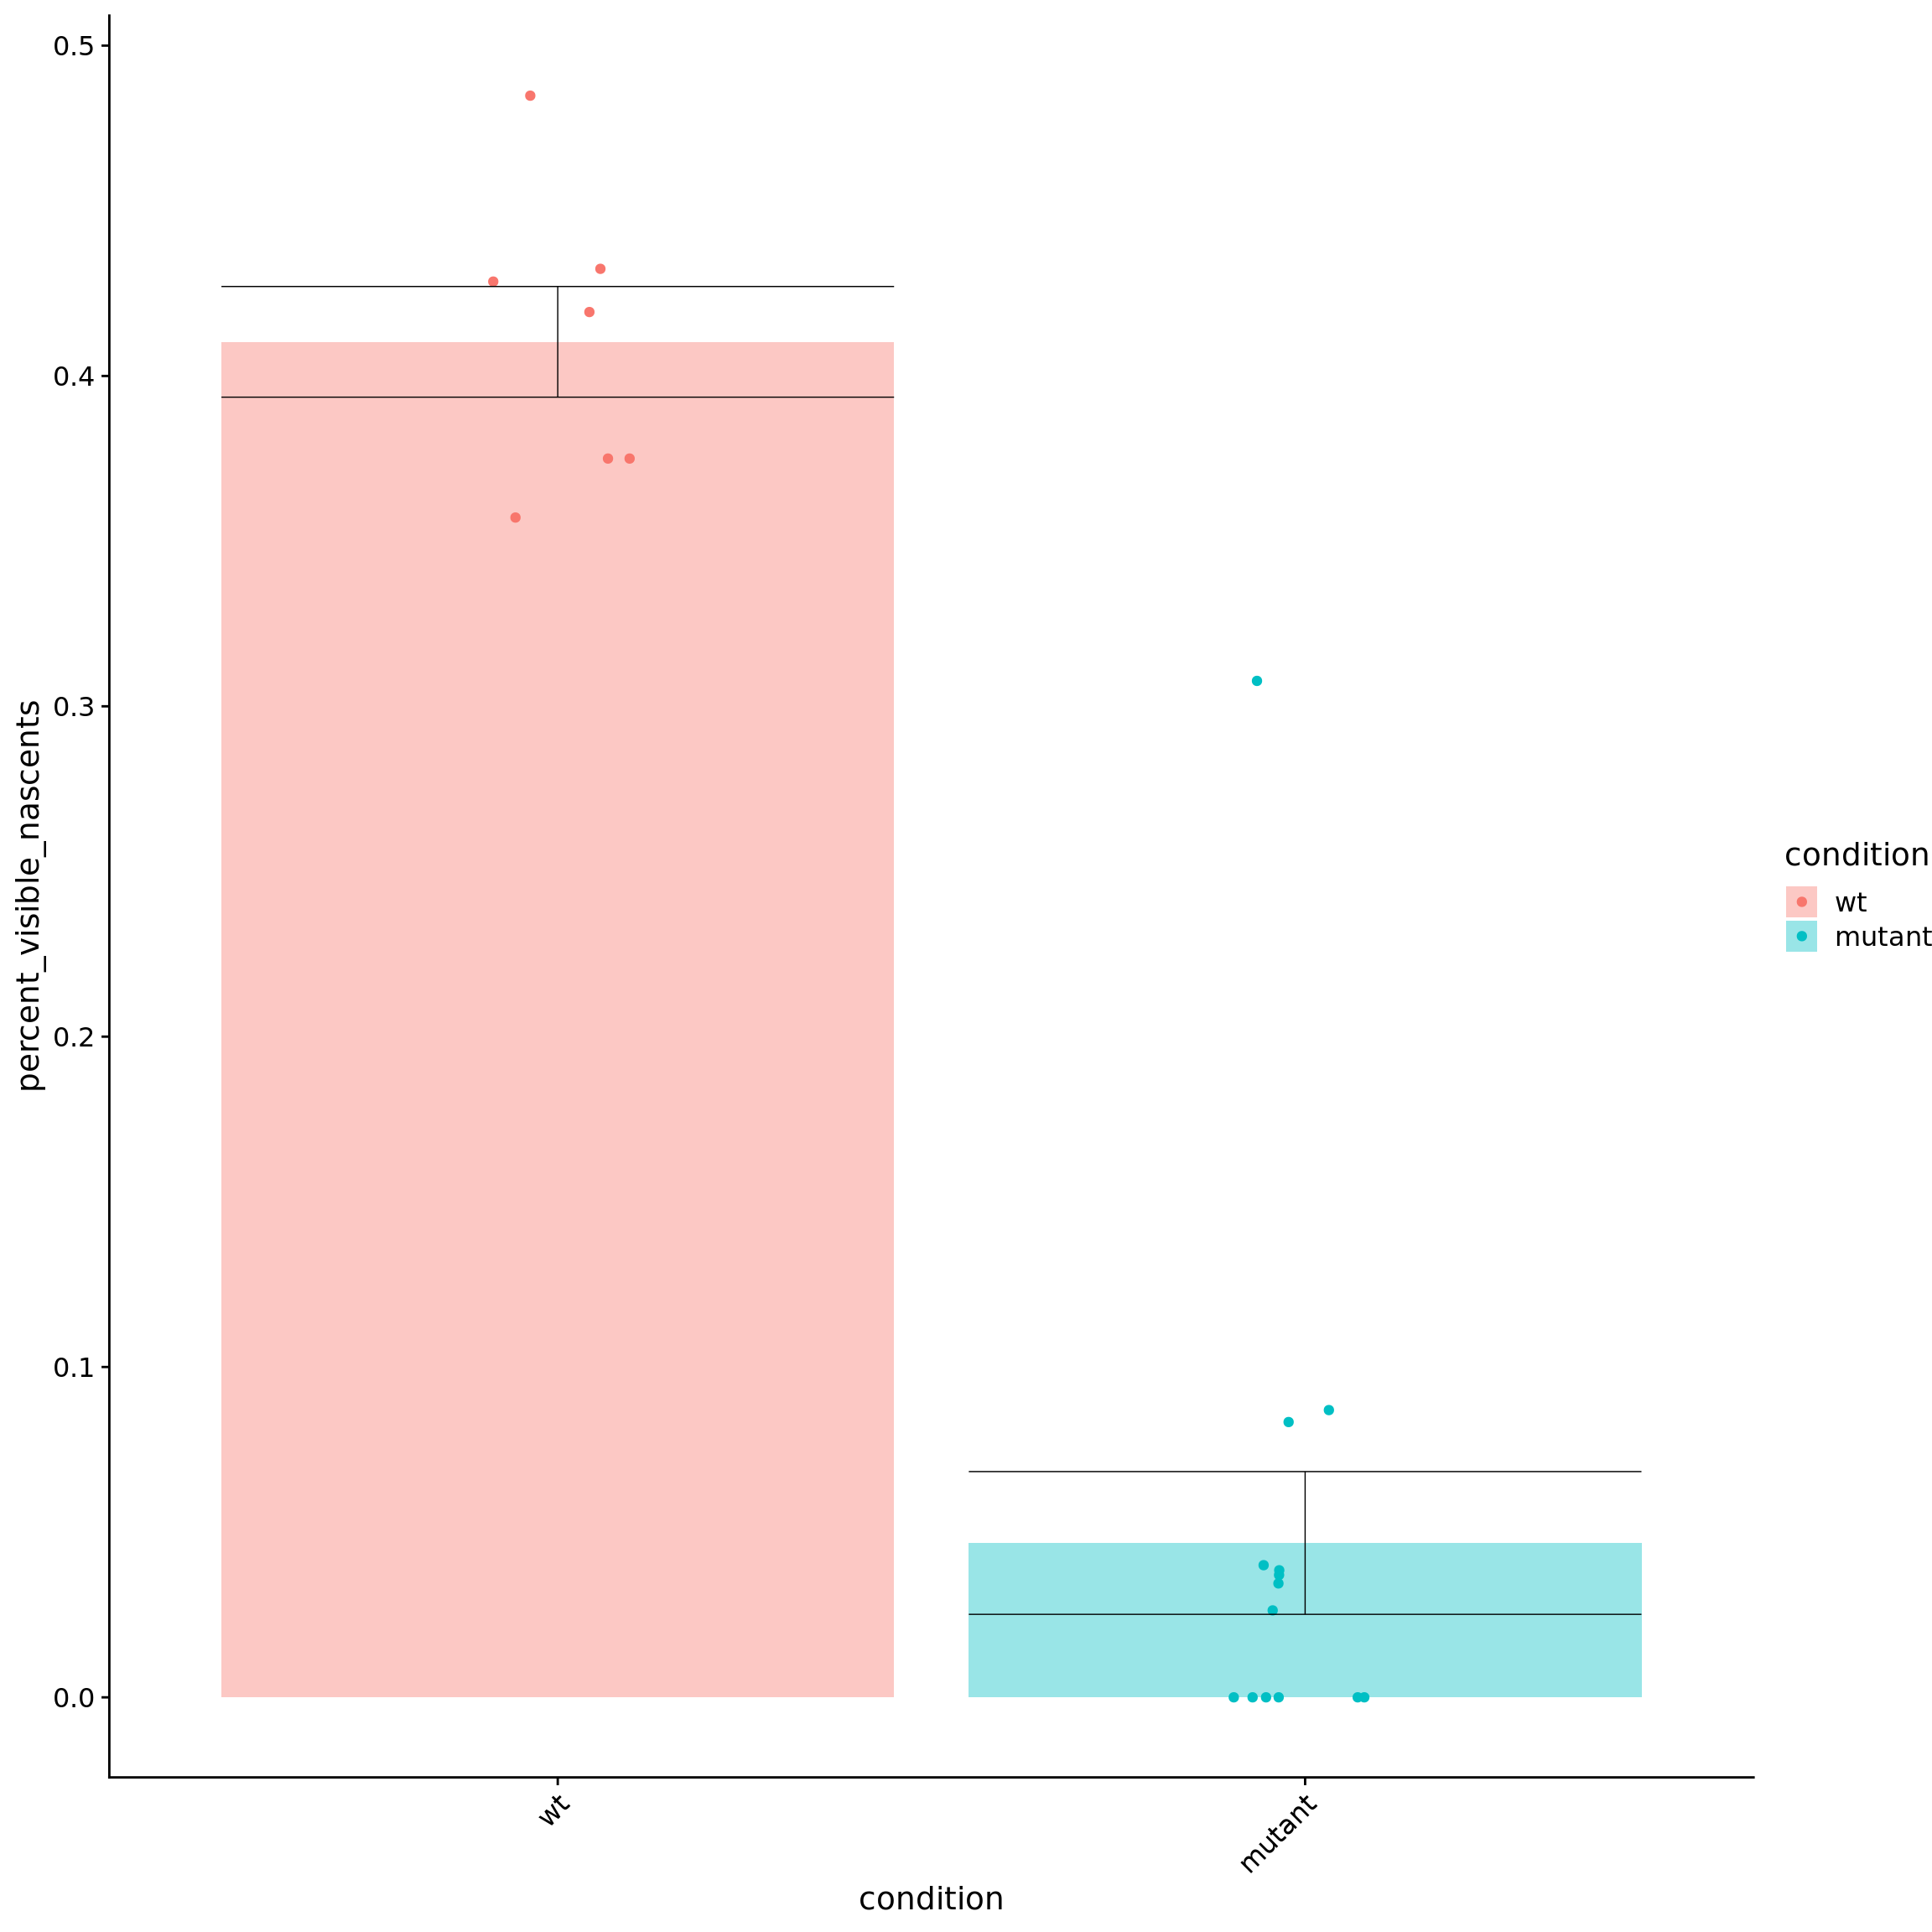 percent_visible_nascents
0.5
0.4
0.3
0.2
0.1
0.0
wt
mutant
condition
condition
wt
mutant